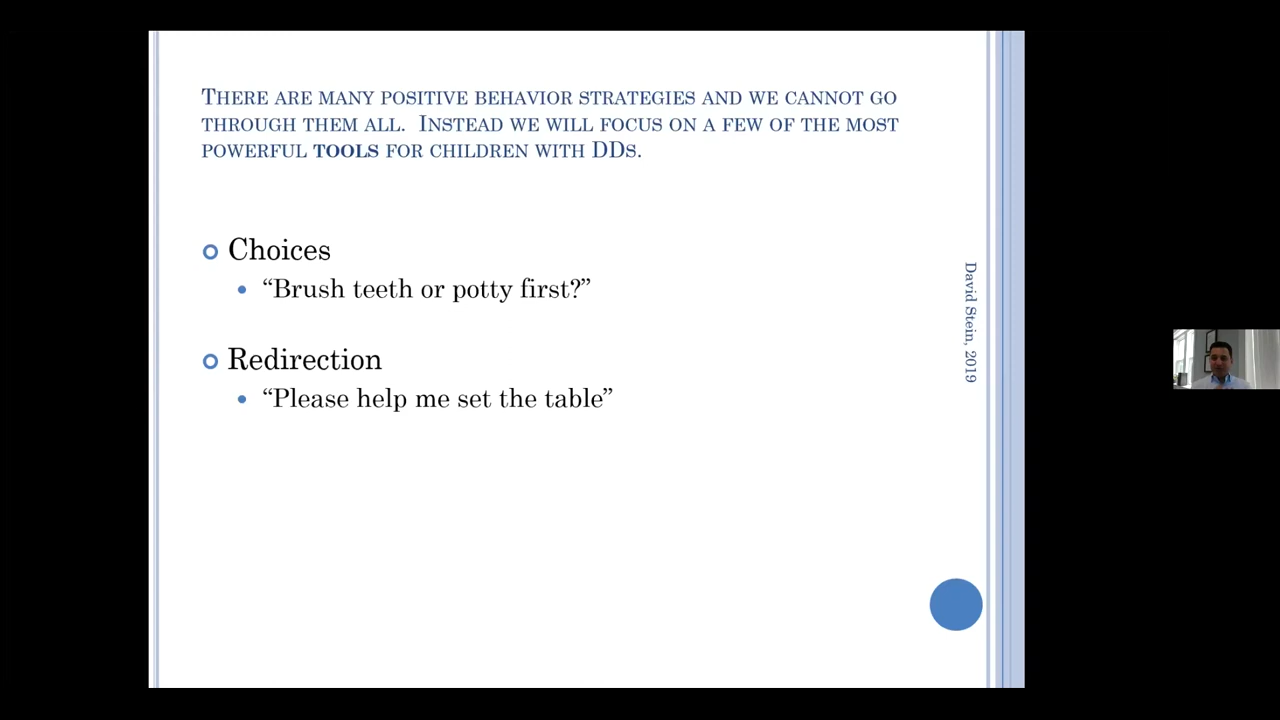 THERE ARE MANY POSITIVE BEHAVIOR STRATEGIES AND WE CANNOT GO
THROUGH THEM ALL. INSTEAD WE WILL FOCUS ON A FEW OF THE MOST
POWERFUL TOOLS FOR CHILDREN WITH DDS.
Choices
“Brush teeth or potty first?”
Redirection
“Please help me set the table”
David Stein, 2019